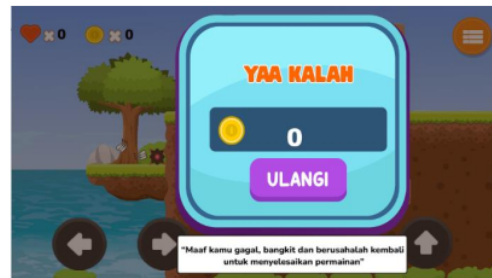 x 0 x 0
YAA KALAH
0
ULANGI
"Maaf kamu gagal, bangkit dan berusahalah kembali
untuk menyelesaikan permainan"